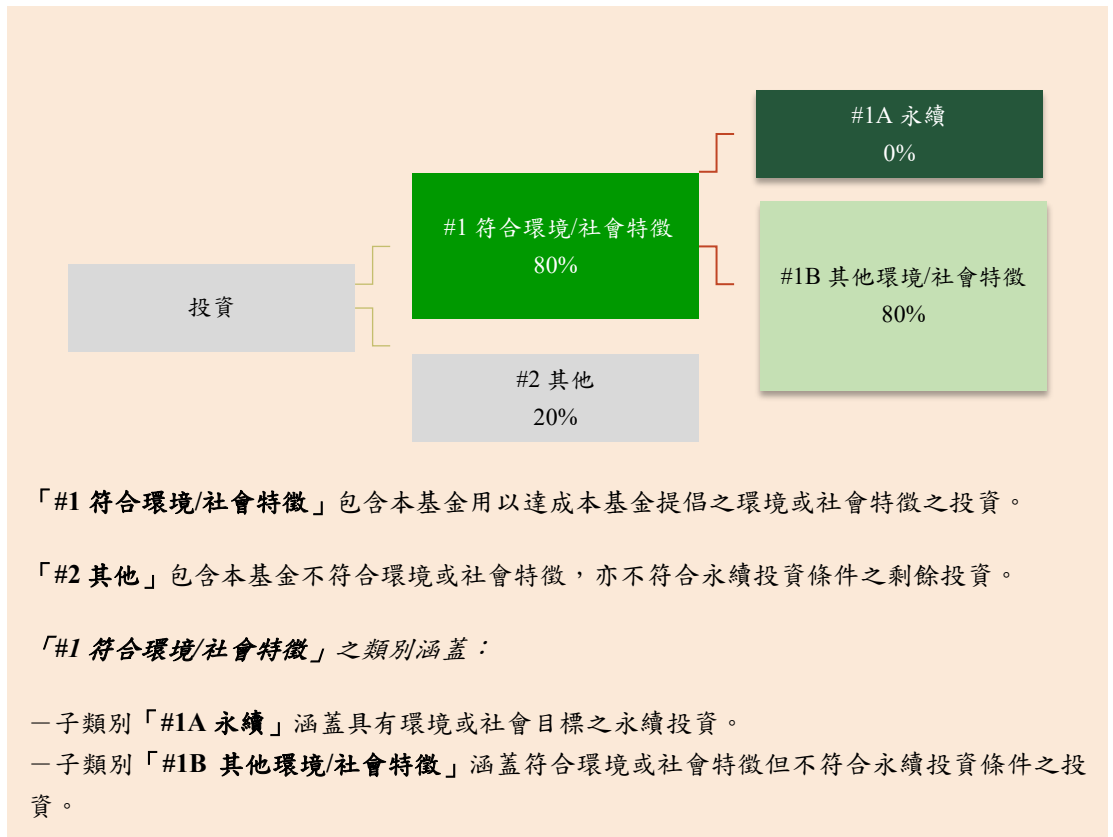 #1A 永續
0%
#1 符合環境/社會特徵
80%
#1B 其他環境/社會特徵
80%
投資
#2 其他
20%
「#1 符合環境/社會特徵」包含本基金用以達成本基金提倡之環境或社會特徵之投資。
「#2 其他」包含本基金不符合環境或社會特徵，亦不符合永續投資條件之剩餘投資。
「#1 符合環境/社會特徵」之類別涵蓋：
－子類別「#1A 永續」涵蓋具有環境或社會目標之永續投資。
－子類別「#1B 其他環境/社會特徵」涵蓋符合環境或社會特徵但不符合永續投資條件之投
資。